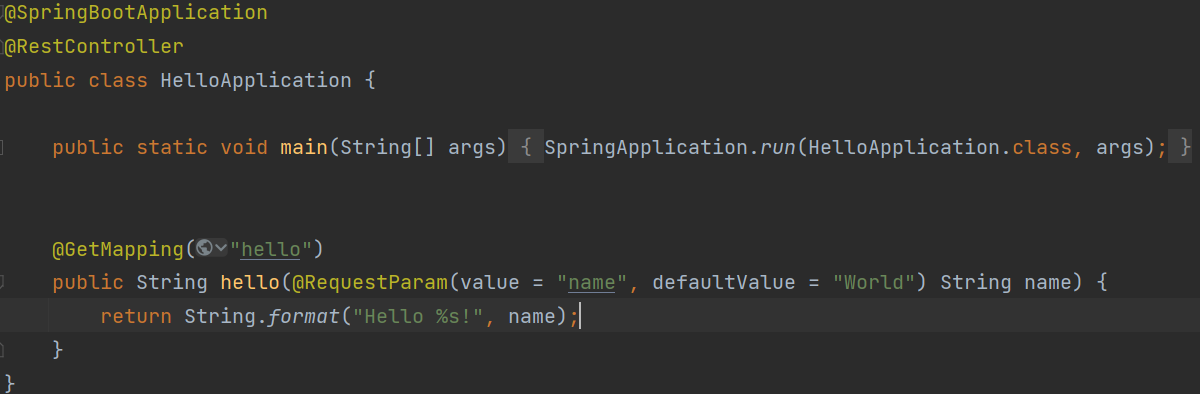 @SpringBootApplication
@RestController
public class HelloApplication {
public static void main(String[] args) { SpringApplication.run(HelloApplication.class, args); }
@GetMapping("hello")
public String hello(@RequestParam(value = "name", defaultValue = "World") String name) {
return String.format("Hello %s!", name);
}
}